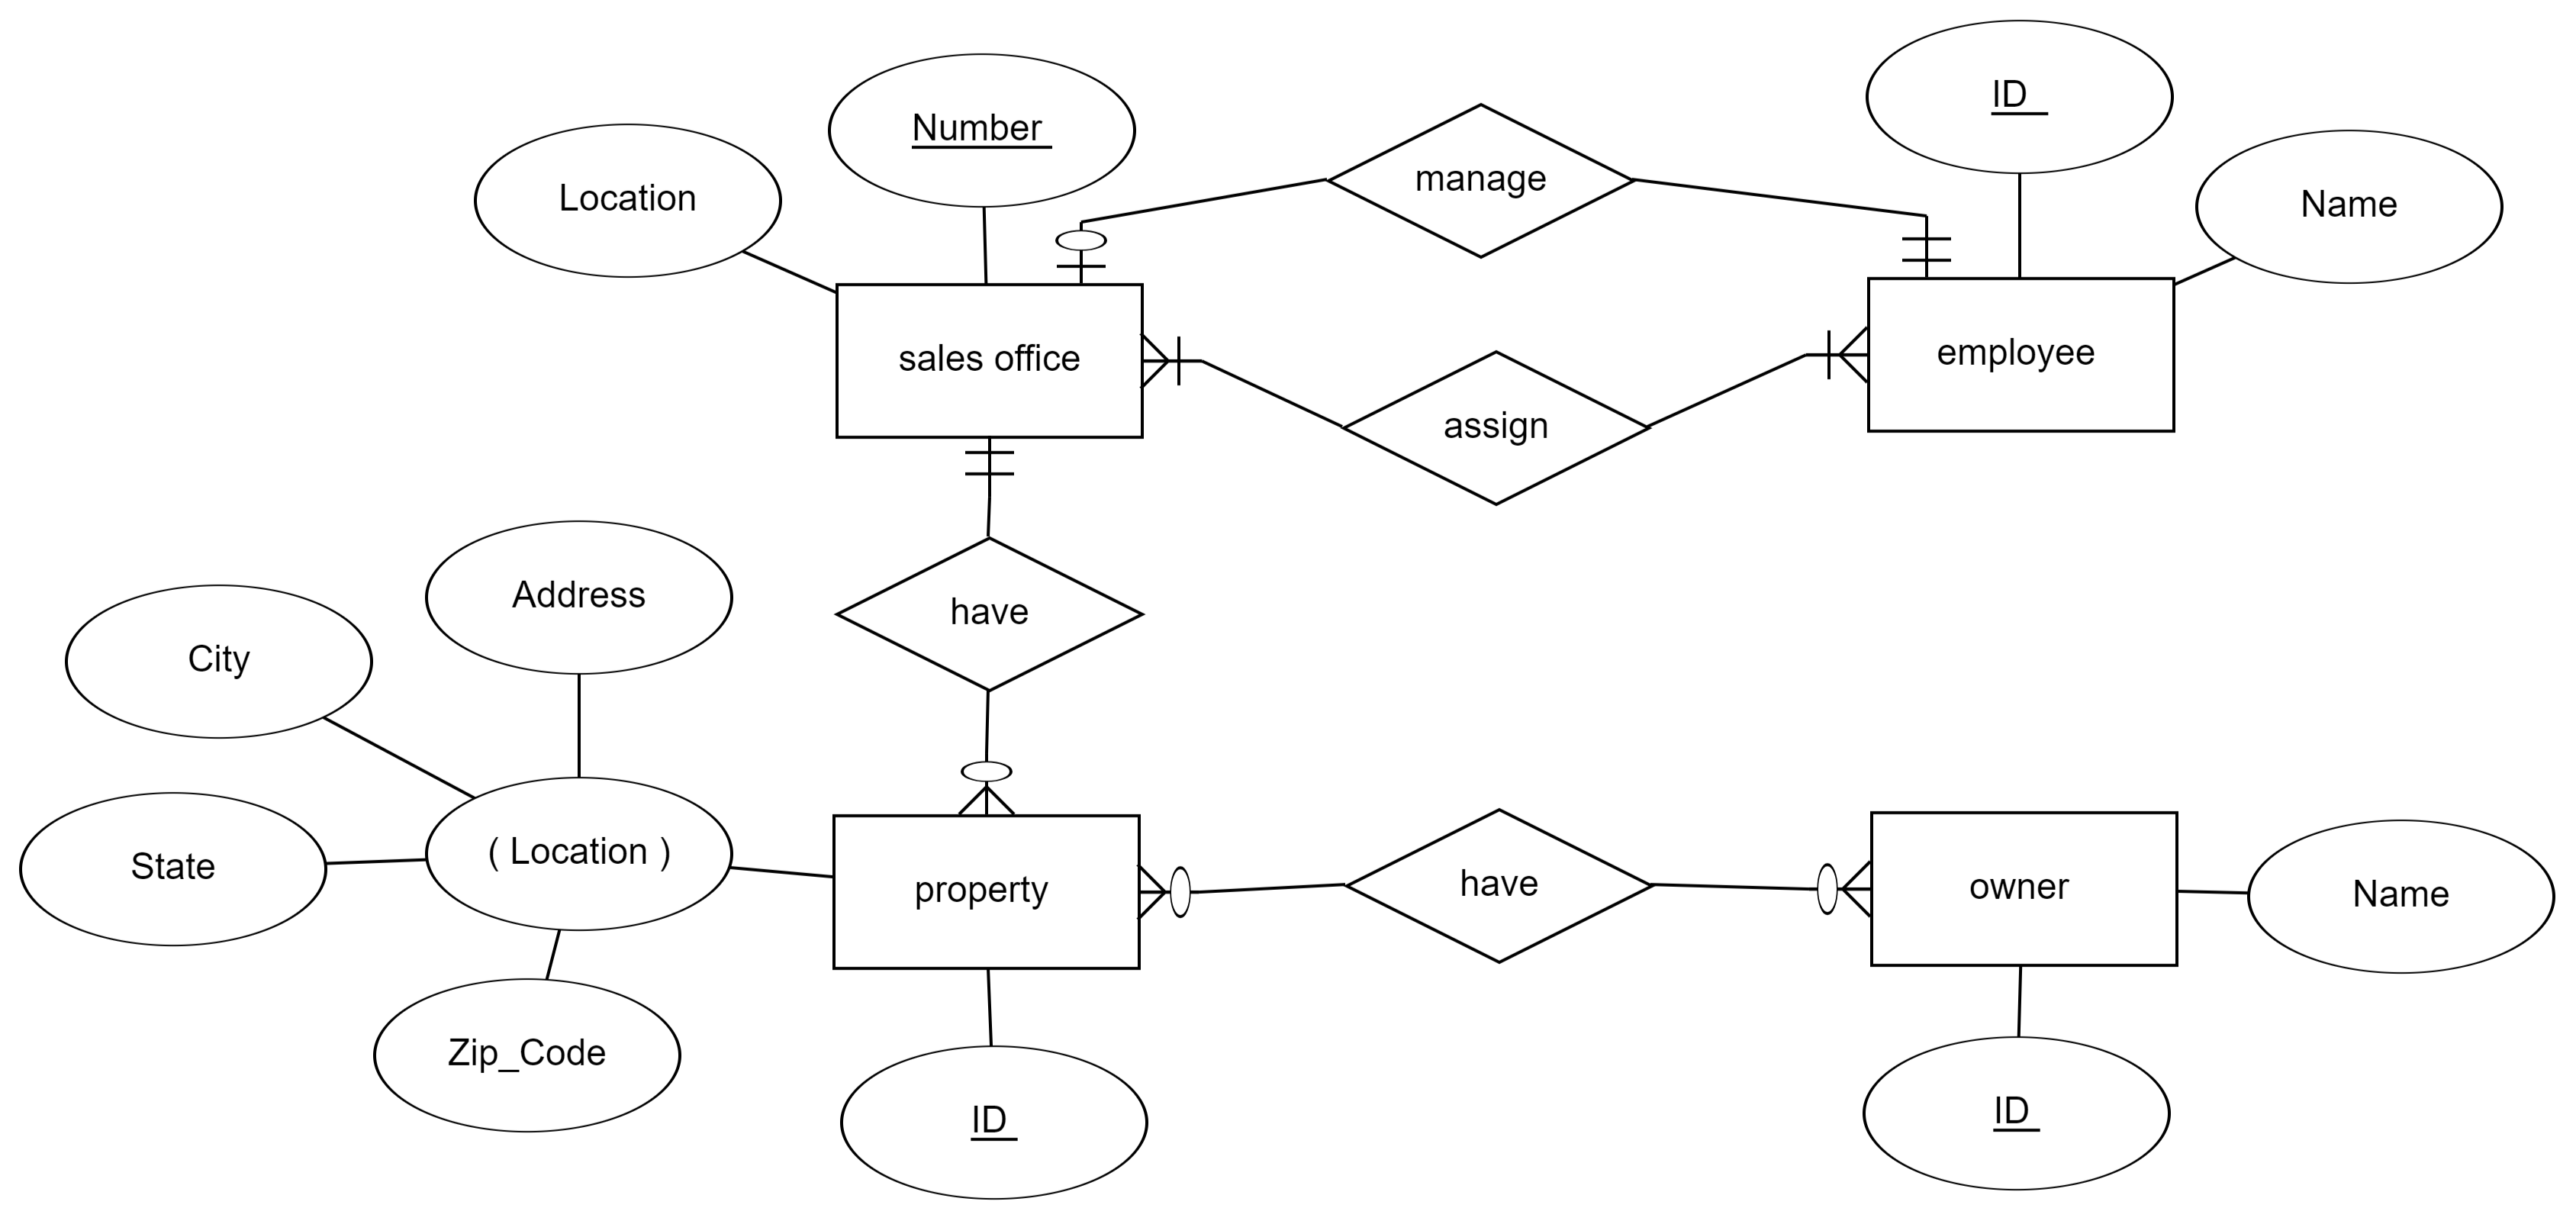 ID
Number
manage
Location
Name
sales office
employee
assign
Address
have
City
( Location )
State
property
have
owner
Name
Zip_Code
ID
ID